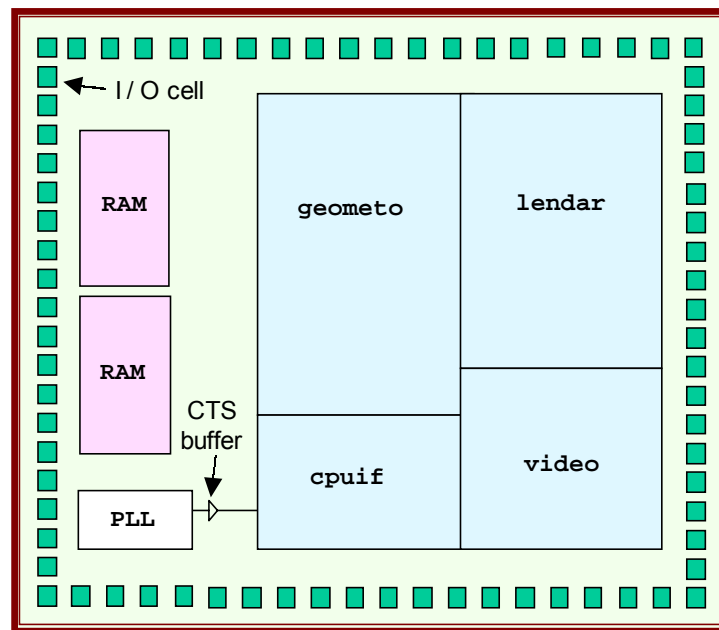 I / O cell
RAM
geometo
lendar
RAM
CTS
buffer
cpuif
video
PLL